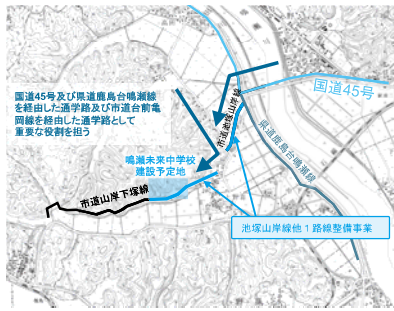 国道45号及び県道鹿島台鳴瀬線
を経由した通学路及び市道台前亀
岡線を経由した通学路として
重要な役割を担う
市道池塚山岸線
国道45号
県道鹿島台鳴瀬線
鳴瀬未来中学校
建設予定地
市道山岸下塚線
池塚山岸線他1路線整備事業